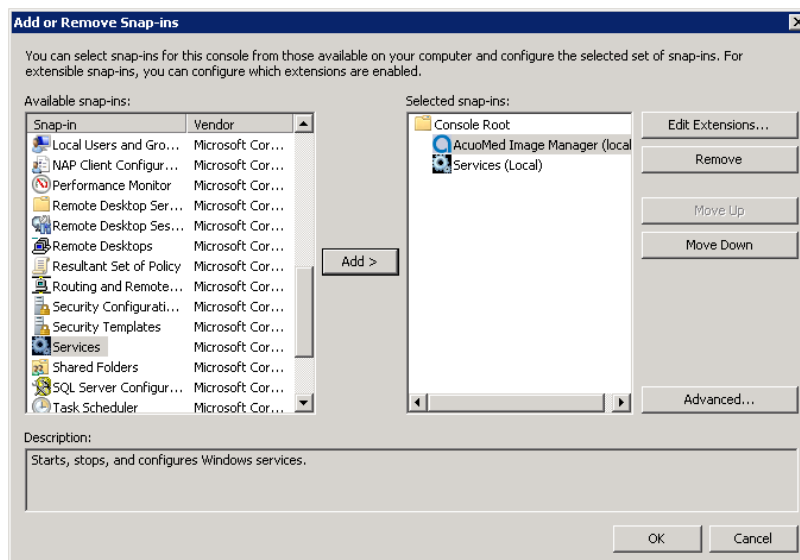 Add or Remove Snap-ins
You can select snap-ins for this console from those available on your computer and configure the selected set of snap-ins. For
extensible snap-ins, you can configure which extensions are enabled.
Available snap-ins:
Snap-in Vendor
Local Users and Gro... Microsoft Cor...
NAP Client Configur... Microsoft Cor...
Performance Monitor Microsoft Cor...
Remote Desktop Ser... Microsoft Cor...
Remote Desktop Ses... Microsoft Cor...
Remote Desktops Microsoft Cor...
Resultant Set of Policy Microsoft Cor...
Routing and Remote... Microsoft Cor...
Security Configurati... Microsoft Cor...
Security Templates Microsoft Cor...
Services Microsoft Cor...
Shared Folders Microsoft Cor...
SQL Server Configur... Microsoft Cor...
Task Scheduler Microsoft Cor...
Add >
Selected snap-ins:
Console Root
AcuoMed Image Manager (local
Services (Local)
Edit Extensions...
Remove
Move Up
Move Down
Advanced...
Description:
Starts, stops, and configures Windows services.
OK Cancel